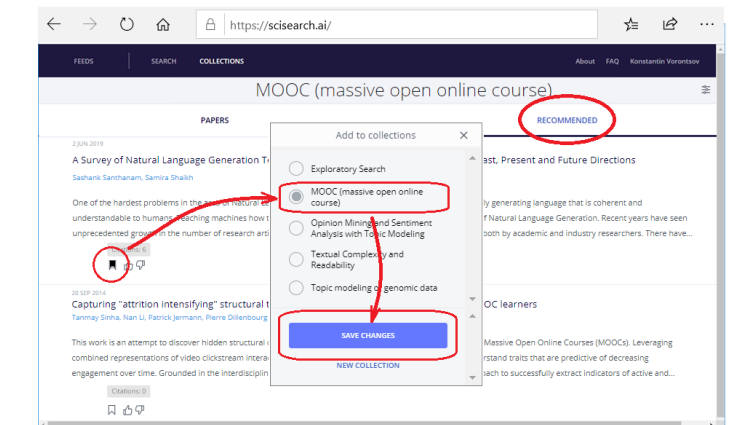 https://scisearch.ai/
FEEDS SEARCH COLLECTIONS About FAQ Konstantin Vorontsov
MOOC (massive open online course)
PAPERS RECOMMENDED
2 JUN 2019
A Survey of Natural Language Generation Te ast, Present and Future Directions
Sashank Santhanam, Samira Shaikh
One of the hardest problems in the area of Natural La ly generating language that is coherent and
understandable to humans. Teaching machines how t f Natural Language Generation. Recent years have seen
unprecedented growth in the number of research arti both by academic and industry researchers. There have...
Citations: 6
Add to collections
Exploratory Search
MOOC (massive open online
course)
Opinion Mining and Sentiment
Analysis with Topic Modeling
Textual Complexity and
Readability
Topic modeling of genomic data
SAVE CHANGES
NEW COLLECTION
20 SEP 2014
Capturing "attrition intensifying" structural t OC learners
Tanmay Sinha, Nan Li, Patrick Jermann, Pierre Dillenbourg
This work is an attempt to discover hidden structural c Massive Open Online Courses (MOOCs). Leveraging
combined representations of video clickstream intera rstand traits that are predictive of decreasing
engagement over time. Grounded in the interdisciplin ach to successfully extract indicators of active and...
Citations: 0